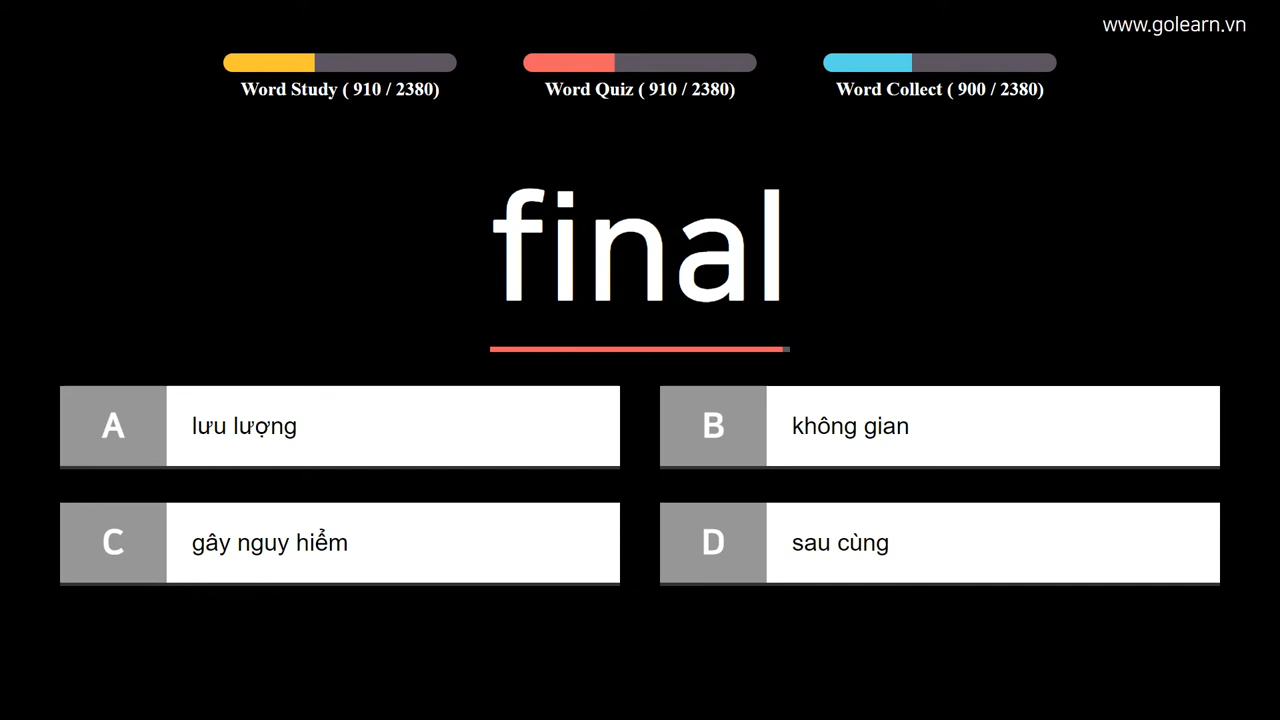 www.golearn.vn
Word Study ( 910 / 2380)
Word Quiz ( 910 / 2380)
Word Collect ( 900 / 2380)
final
A lưu lượng
B không gian
C gây nguy hiểm
D sau cùng